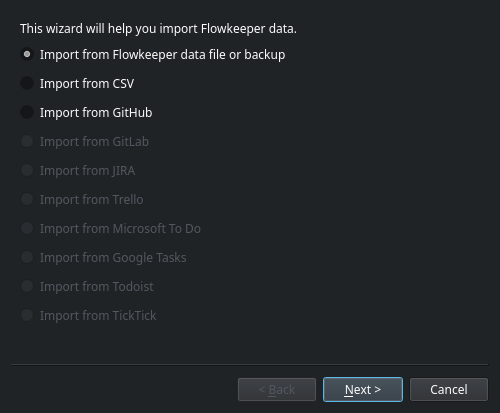 This wizard will help you import Flowkeeper data.
Import from Flowkeeper data file or backup
Import from CSV
Import from GitHub
Import from GitLab
Import from JIRA
Import from Trello
Import from Microsoft To Do
Import from Google Tasks
Import from Todoist
Import from TickTick
< Back Next > Cancel